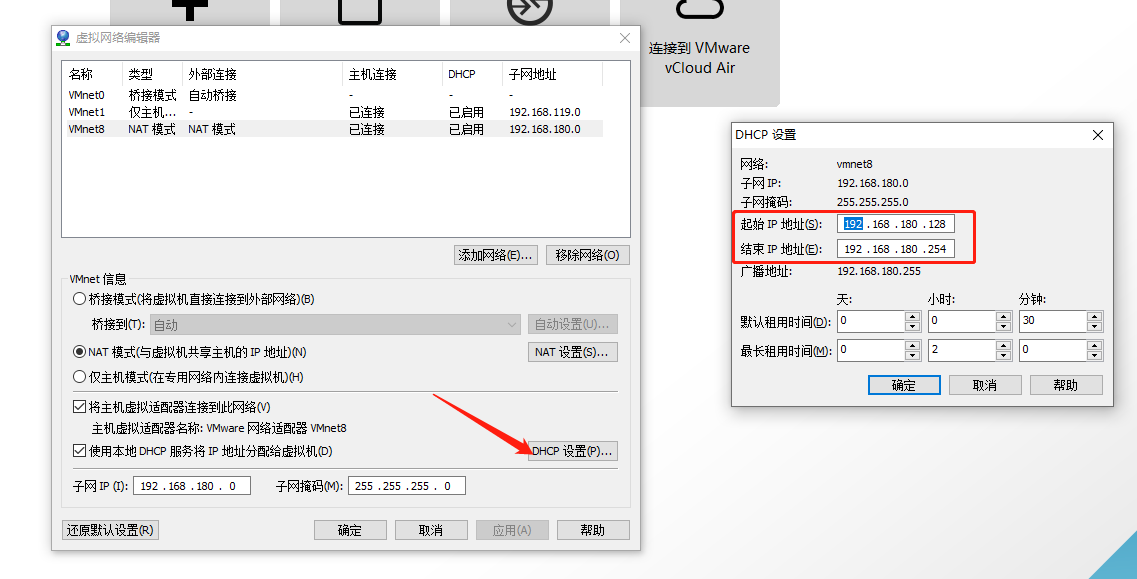 连接到 VMware
vCloud Air
虚拟网络编辑器
名称 类型 外部连接 主机连接 DHCP 子网地址
VMnet0 桥接模式 自动桥接 - - -
VMnet1 仅主机... - 已连接 已启用 192.168.119.0
VMnet8 NAT 模式 NAT 模式 已连接 已启用 192.168.180.0
添加网络(E)... 移除网络(O)
VMnet 信息
桥接模式(将虚拟机直接连接到外部网络)(B)
桥接到(T): 自动 自动设置(U)...
NAT 模式(与虚拟机共享主机的 IP 地址)(N) NAT 设置(S)...
仅主机模式(在专用网络内连接虚拟机)(H)
将主机虚拟适配器连接到此网络(V)
主机虚拟适配器名称: VMware 网络适配器 VMnet8
使用本地 DHCP 服务将 IP 地址分配给虚拟机(D) DHCP 设置(P)...
子网 IP (I): 192 .168 .180 . 0 子网掩码(M): 255 .255 .255 . 0
还原默认设置(R) 确定 取消 应用(A) 帮助
DHCP 设置
网络: vmnet8
子网 IP: 192.168.180.0
子网掩码: 255.255.255.0
起始 IP 地址(S): 192 .168 .180 .128
结束 IP 地址(E): 192 .168 .180 .254
广播地址: 192.168.180.255
天: 小时: 分钟:
默认租用时间(D): 0 0 30
最长租用时间(M): 0 2 0
确定 取消 帮助